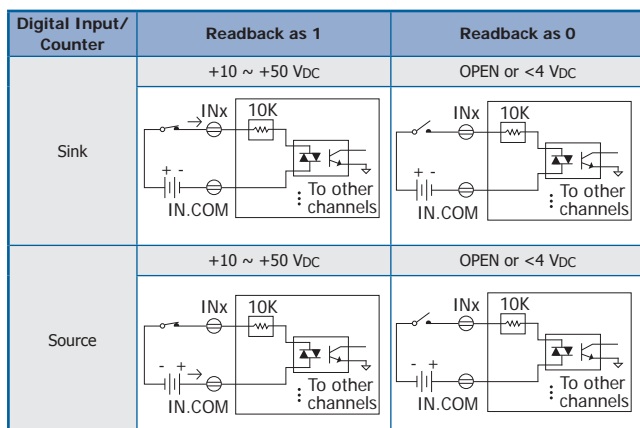 Digital Input/
Counter
Readback as 1
Readback as 0
+10 ~ +50 VDC
OPEN or <4 VDC
Sink
INx
10K
+ -
IN.COM
To other
channels
INx
10K
+ -
IN.COM
To other
channels
+10 ~ +50 VDC
OPEN or <4 VDC
Source
INx
10K
- +
IN.COM
To other
channels
INx
10K
- +
IN.COM
To other
channels